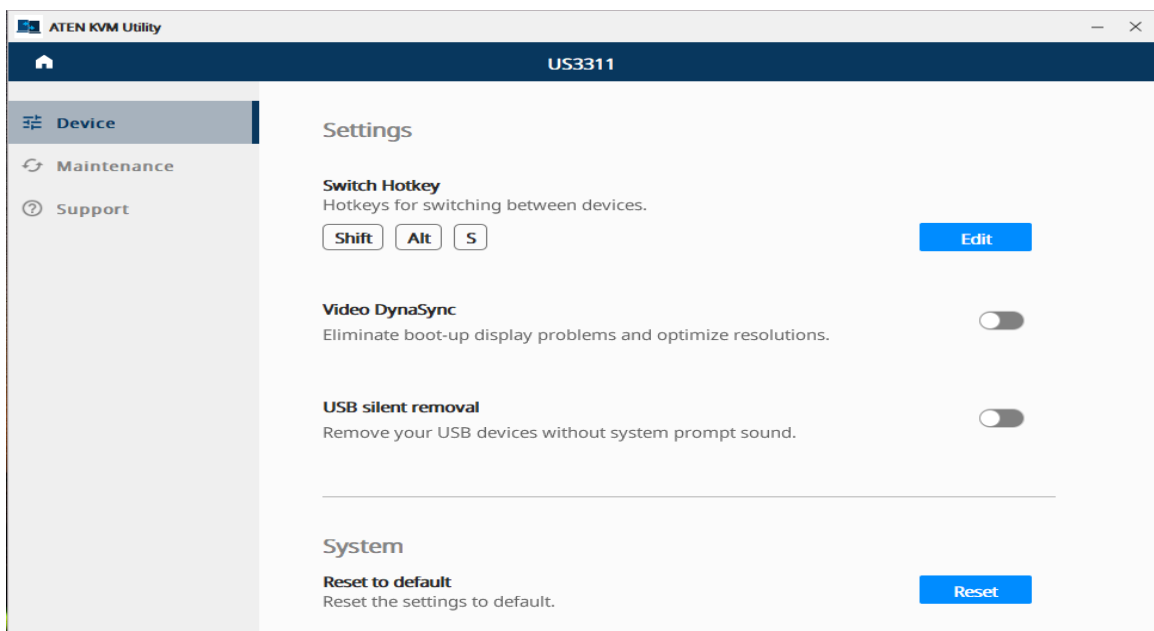 ATEN KVM Utility
US3311
Device
Maintenance
Support
Settings
Switch Hotkey
Hotkeys for switching between devices.
Shift Alt S
Edit
Video DynaSync
Eliminate boot-up display problems and optimize resolutions.
USB silent removal
Remove your USB devices without system prompt sound.
System
Reset to default
Reset the settings to default.
Reset